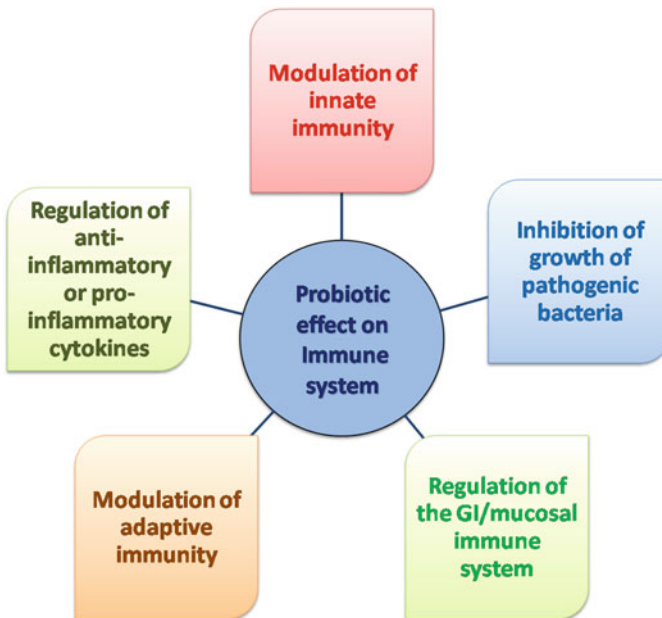 Modulation of
innate
immunity
Regulation of
anti-
inflammatory
or pro-
inflammatory
cytokines
Inhibition of
growth of
pathogenic
bacteria
Probiotic
effect on
Immune
system
Modulation of
adaptive
immunity
Regulation of
the GI/mucosal
immune
system